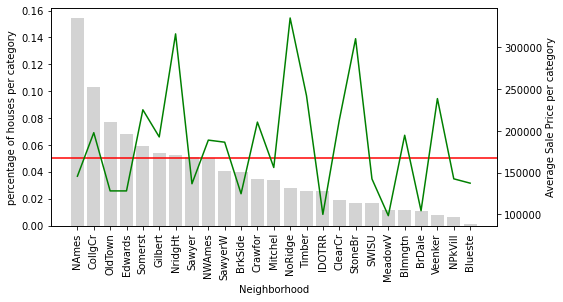 0.16
0.14
0.12
0.10
0.08
0.06
0.04
0.02
0.00
percentage of houses per category
300000
250000
200000
150000
100000
Average Sale Price per category
NAmes
CollgCr
OldTown
Edwards
Somerst
Gilbert
NridgHt
Sawyer
NWAmes
SawyerW
BrkSide
Crawfor
Mitchel
NoRidge
Timber
IDOTRR
ClearCr
StoneBr
SWISU
MeadowV
Blmngtn
BrDale
Veenker
NPkVill
Blueste
Neighborhood